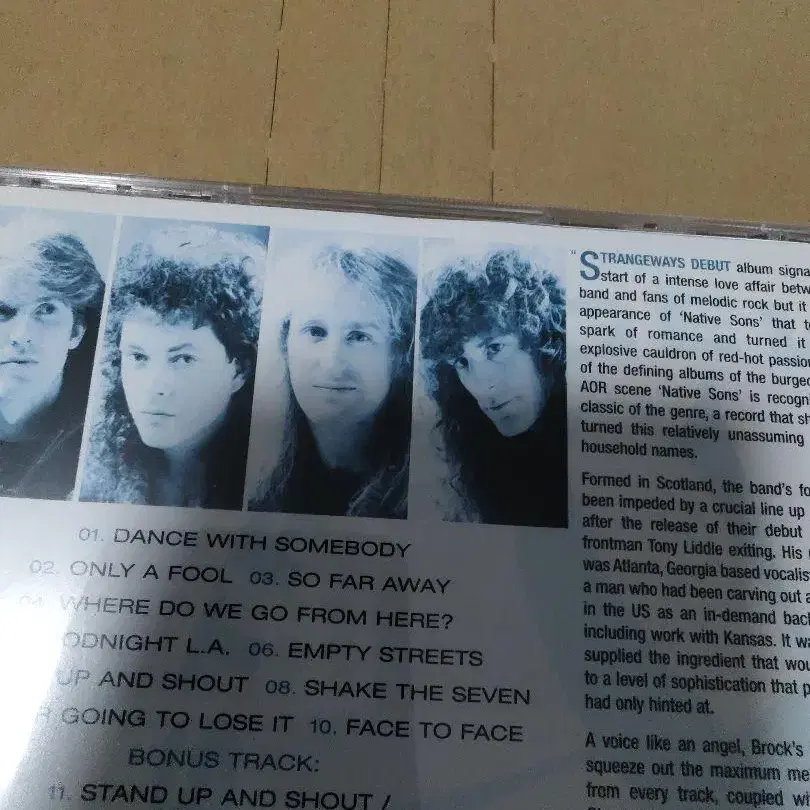 01. DANCE WITH SOMEBODY
02. ONLY A FOOL 03. SO FAR AWAY
04. WHERE DO WE GO FROM HERE?
ODNIGHT L.A. 06. EMPTY STREETS
UP AND SHOUT 08. SHAKE THE SEVEN
R GOING TO LOSE IT 10. FACE TO FACE
BONUS TRACK:
11. STAND UP AND SHOUT /
"STRANGEWAYS DEBUT album signa
start of a intense love affair betw
band and fans of melodic rock but it
appearance of 'Native Sons' that t
spark of romance and turned it
explosive cauldron of red-hot passio
of the defining albums of the burge
AOR scene 'Native Sons' is recogn
classic of the genre, a record that sh
turned this relatively unassuming
household names.
Formed in Scotland, the band's fo
been impeded by a crucial line up
after the release of their debut
frontman Tony Liddle exiting. His
was Atlanta, Georgia based vocalis
a man who had been carving out a
in the US as an in-demand bac
including work with Kansas. It wa
supplied the ingredient that wou
to a level of sophistication that p
had only hinted at.
A voice like an angel, Brock's
squeeze out the maximum me
from every track, coupled wi